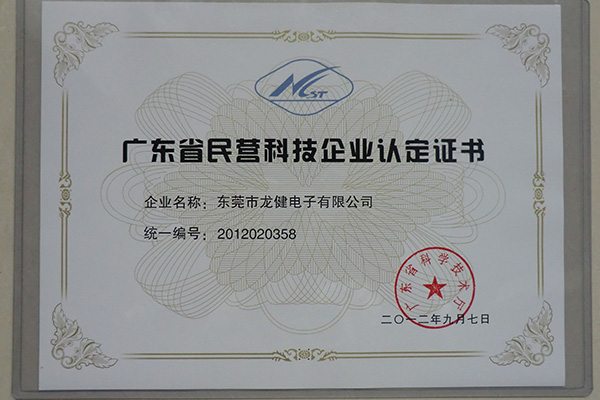 NCST
广东省民营科技企业认定证书
企业名称：东莞市龙健电子有限公司
统一编号：2012020358
广东省科学技术厅
二〇一二年九月七日